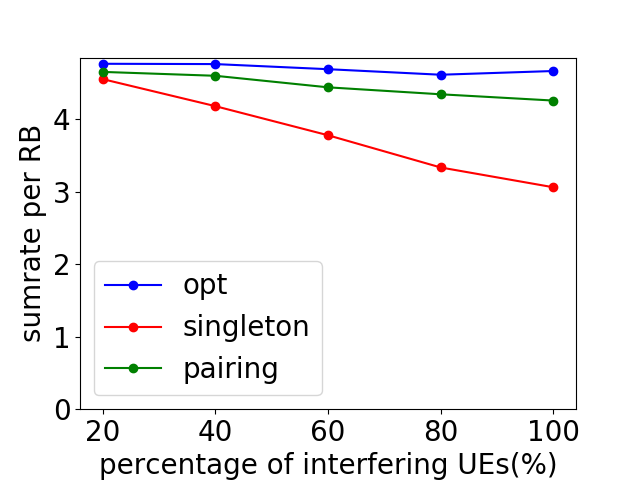 4
3
2
1
0
sumrate per RB
opt
singleton
pairing
20 40 60 80 100
percentage of interfering UEs(%)